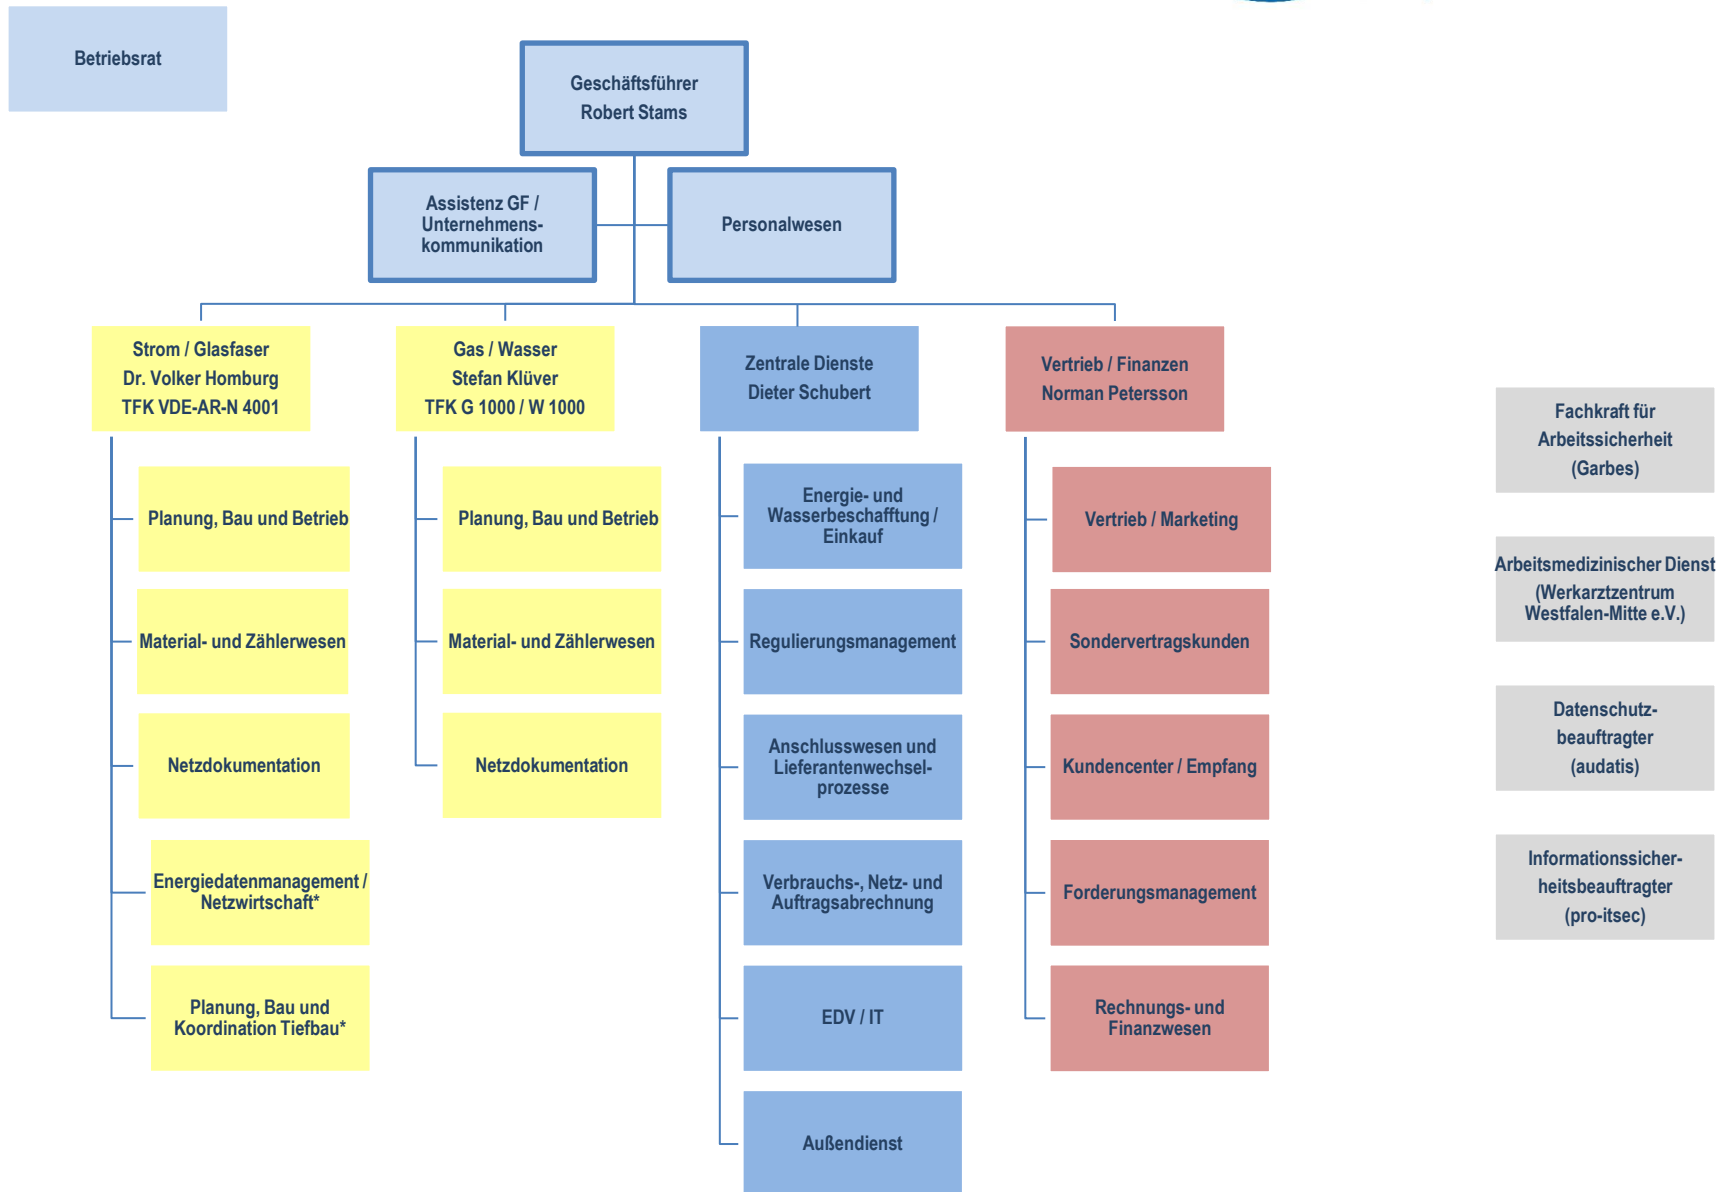 Betriebsrat
Geschäftsführer
Robert Stams
Assistenz GF /
Unternehmens-
kommunikation
Personalwesen
Strom / Glasfaser
Dr. Volker Homburg
TFK VDE-AR-N 4001
Gas / Wasser
Stefan Klüver
TFK G 1000 / W 1000
Zentrale Dienste
Dieter Schubert
Vertrieb / Finanzen
Norman Petersson
Planung, Bau und Betrieb
Material- und Zählerwesen
Netzdokumentation
Energiedatenmanagement /
Netzwirtschaft*
Planung, Bau und
Koordination Tiefbau*
Planung, Bau und Betrieb
Material- und Zählerwesen
Netzdokumentation
Energie- und
Wasserbeschafftung /
Einkauf
Regulierungsmanagement
Anschlusswesen und
Lieferantenwechsel-
prozesse
Verbrauchs-, Netz- und
Auftragsabrechnung
EDV / IT
Außendienst
Vertrieb / Marketing
Sondervertragskunden
Kundencenter / Empfang
Forderungsmanagement
Rechnungs- und
Finanzwesen
Fachkraft für
Arbeitssicherheit
(Garbes)
Arbeitsmedizinischer Dienst
(Werkarztzentrum
Westfalen-Mitte e.V.)
Datenschutz-
beauftragter
(audatis)
Informationssicher-
heitsbeauftragter
(pro-itsec)